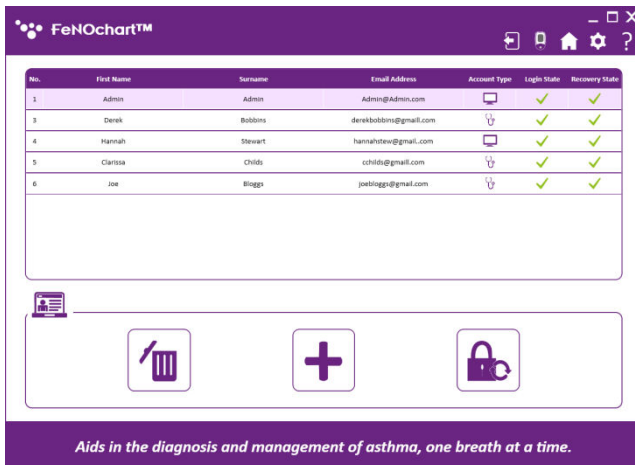 FeNOchart™
?
No. First Name Surname Email Address Account Type Login State Recovery State
1 Admin Admin Admin@Admin.com
3 Derek Bobbins derekbobbins@gmaill.com
4 Hannah Stewart hannahstew@gmail..com
5 Clarissa Childs cchilds@gmaill.com
6 Joe Bloggs joebloggs@gmail.com
Aids in the diagnosis and management of asthma, one breath at a time.